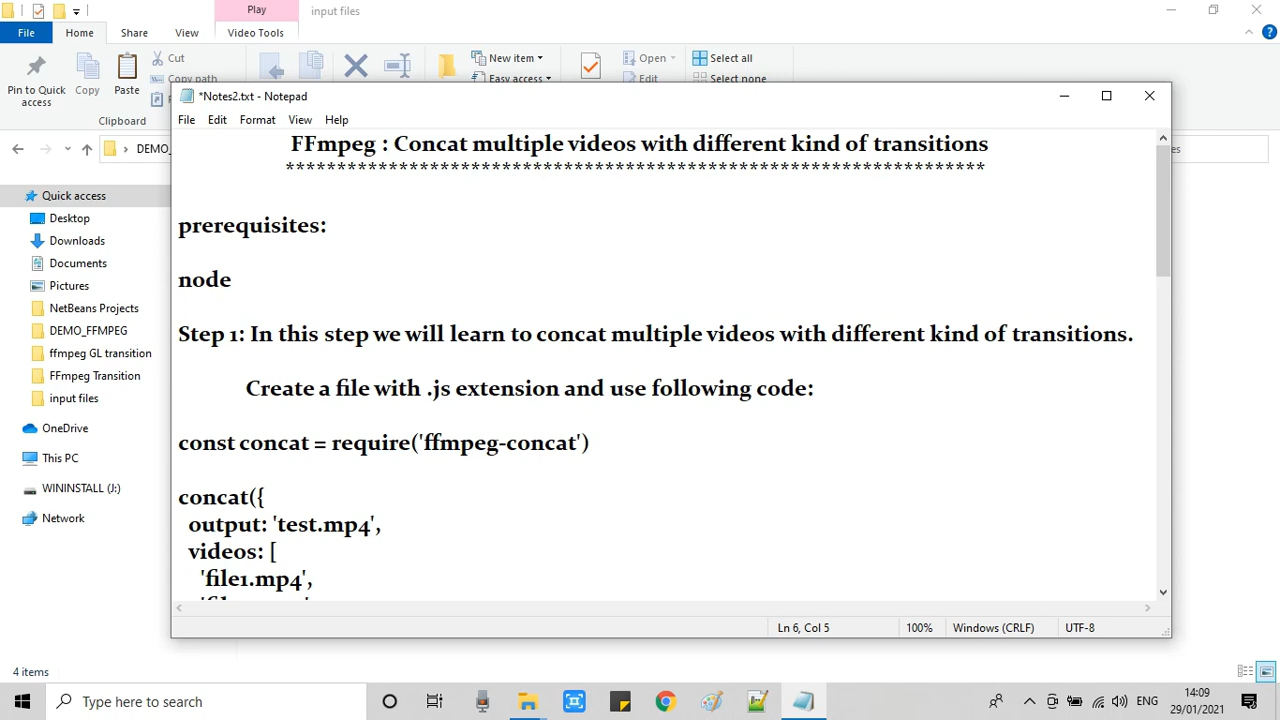 Play
input files
File
Home
Share
View
Video Tools
Pin to Quick access
Copy
Paste
Cut
Copy path
Clipboard
New item
Easy access
Open
Edit
Select all
Select none
DEMO_
*Notes2.txt - Notepad
File Edit Format View Help
FFmpeg : Concat multiple videos with different kind of transitions
********************************************************************
prerequisites:
node
Step 1: In this step we will learn to concat multiple videos with different kind of transitions.
Create a file with .js extension and use following code:
const concat = require('ffmpeg-concat')
concat({
output: 'test.mp4',
videos: [
'file1.mp4',
Ln 6, Col 5
100%
Windows (CRLF)
UTF-8
Quick access
Desktop
Downloads
Documents
Pictures
NetBeans Projects
DEMO_FFMPEG
ffmpeg GL transition
FFmpeg Transition
input files
OneDrive
This PC
WININSTALL (J:)
Network
4 items
Type here to search
ENG
14:09
29/01/2021